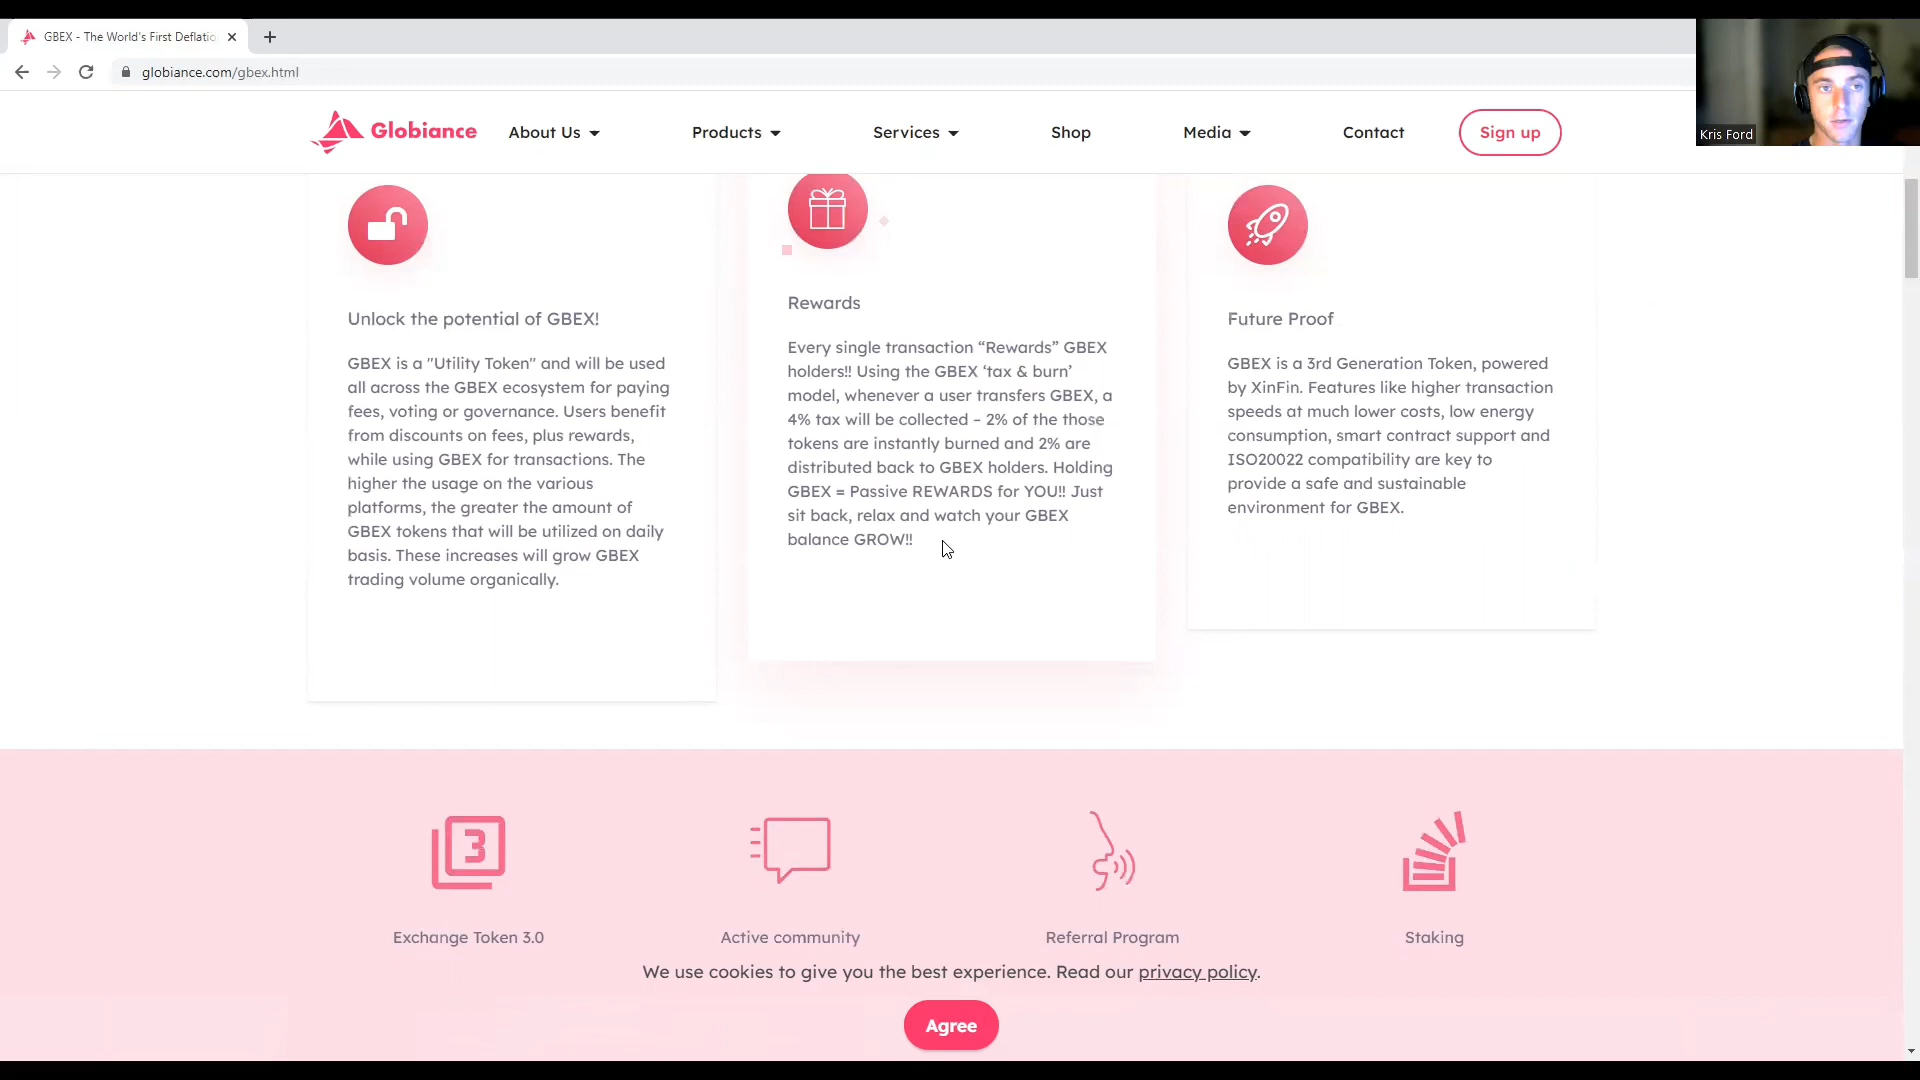 GBEX - The World's First Deflatio
globiance.com/gbex.html
Globiance
About Us
Products
Services
Shop
Media
Contact
Sign up
Kris Ford
Unlock the potential of GBEX!
GBEX is a "Utility Token" and will be used
all across the GBEX ecosystem for paying
fees, voting or governance. Users benefit
from discounts on fees, plus rewards,
while using GBEX for transactions. The
higher the usage on the various
platforms, the greater the amount of
GBEX tokens that will be utilized on daily
basis. These increases will grow GBEX
trading volume organically.
Rewards
Every single transaction “Rewards” GBEX
holders!! Using the GBEX ‘tax & burn’
model, whenever a user transfers GBEX, a
4% tax will be collected – 2% of the those
tokens are instantly burned and 2% are
distributed back to GBEX holders. Holding
GBEX = Passive REWARDS for YOU!! Just
sit back, relax and watch your GBEX
balance GROW!!
Future Proof
GBEX is a 3rd Generation Token, powered
by XinFin. Features like higher transaction
speeds at much lower costs, low energy
consumption, smart contract support and
ISO20022 compatibility are key to
provide a safe and sustainable
environment for GBEX.
3
Exchange Token 3.0
Active community
Referral Program
Staking
We use cookies to give you the best experience. Read our privacy policy.
Agree